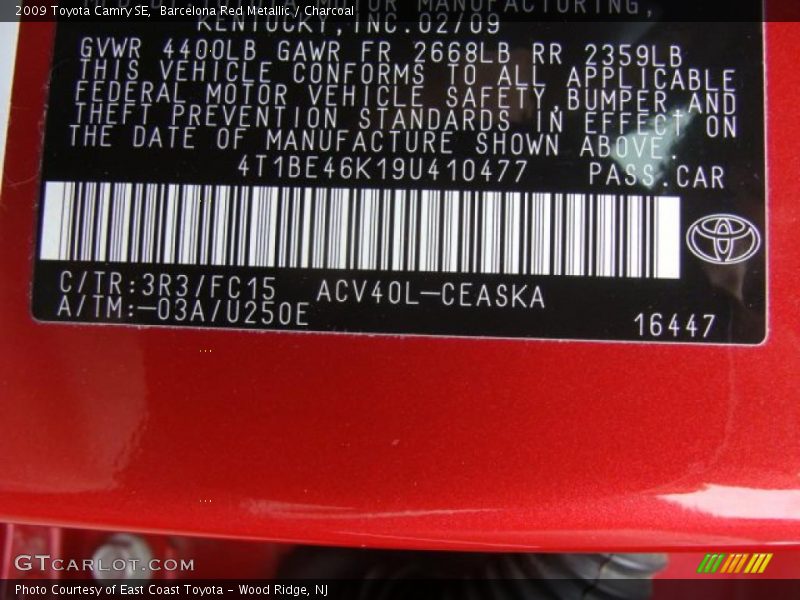 2009 Toyota Camry SE, Barcelona Red Metallic / Charcoal
MANUFACTURING,
KENTUCKY, INC. 02/09
GVWR 4400LB GAWR FR 2668LB RR 2359LB
THIS VEHICLE CONFORMS TO ALL APPLICABLE
FEDERAL MOTOR VEHICLE SAFETY, BUMPER AND
THEFT PREVENTION STANDARDS IN EFFECT ON
THE DATE OF MANUFACTURE SHOWN ABOVE.
4T1BE46K19U410477 PASS.CAR
C/TR:3R3/FC15 ACV40L-CEASKA
A/TM:-03A/U250E
16447
GTCARLOT.COM
Photo Courtesy of East Coast Toyota - Wood Ridge, NJ